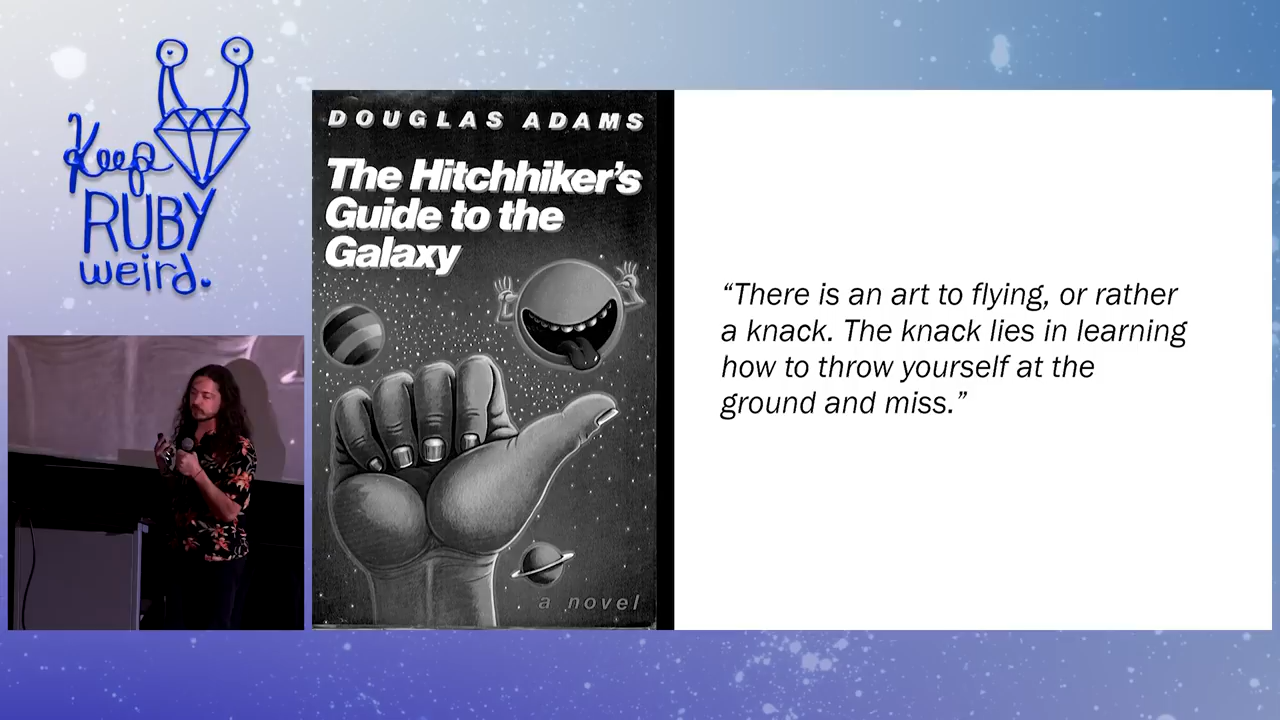 Keep
RUBY
weird.
DOUGLAS ADAMS
The Hitchhiker's
Guide to the
Galaxy
a novel
“There is an art to flying, or rather
a knack. The knack lies in learning
how to throw yourself at the
ground and miss.”